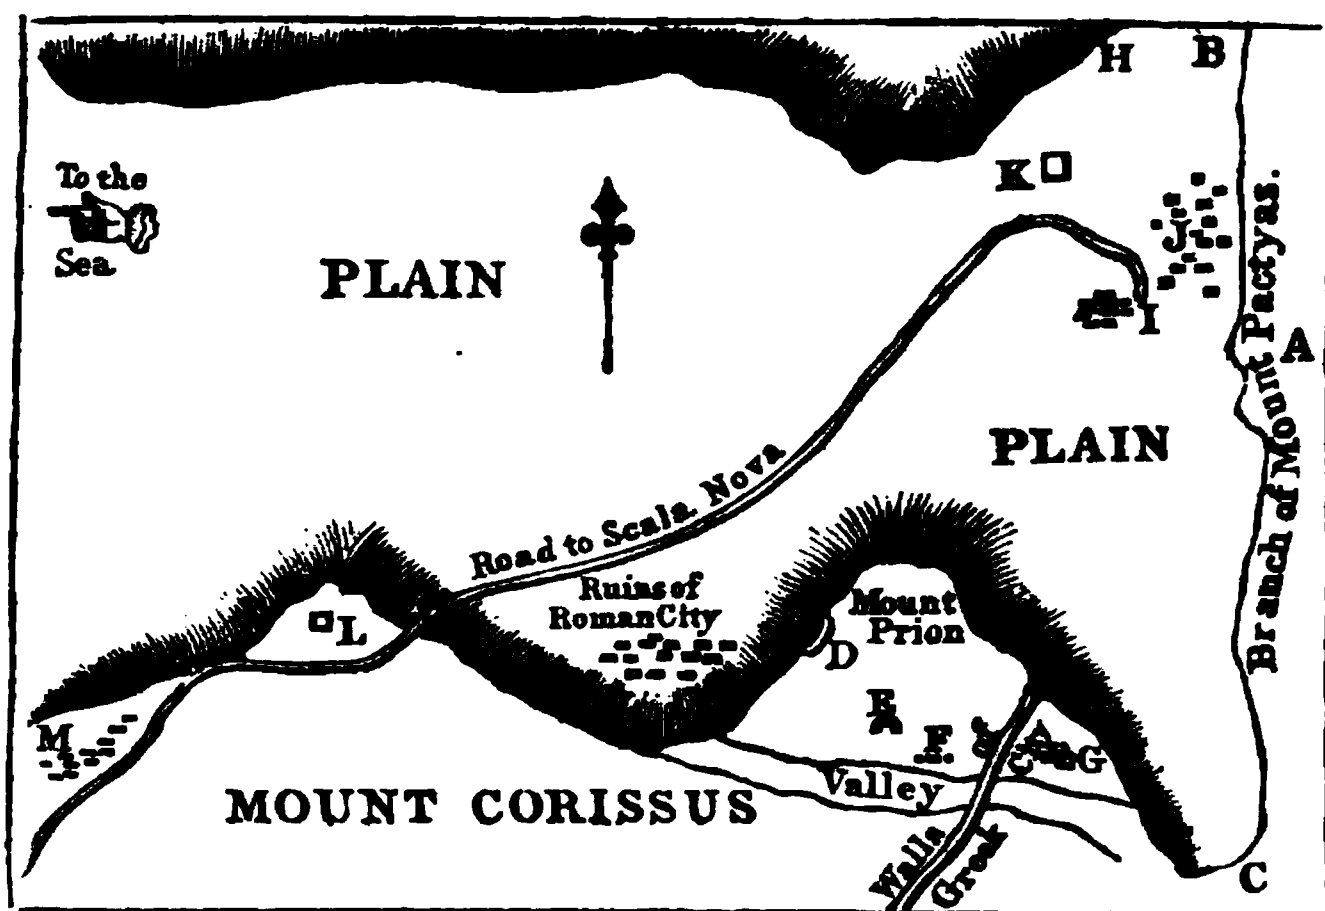 H
B
K
To the
Sea
J
PLAIN
I
A
Branch of Mount Pactyas.
PLAIN
Road to Scala Nova
Ruins of
Roman City
Mount
Prion
L
D
E
M
F
G
Valley
MOUNT CORISSUS
Walls of
Greek
C